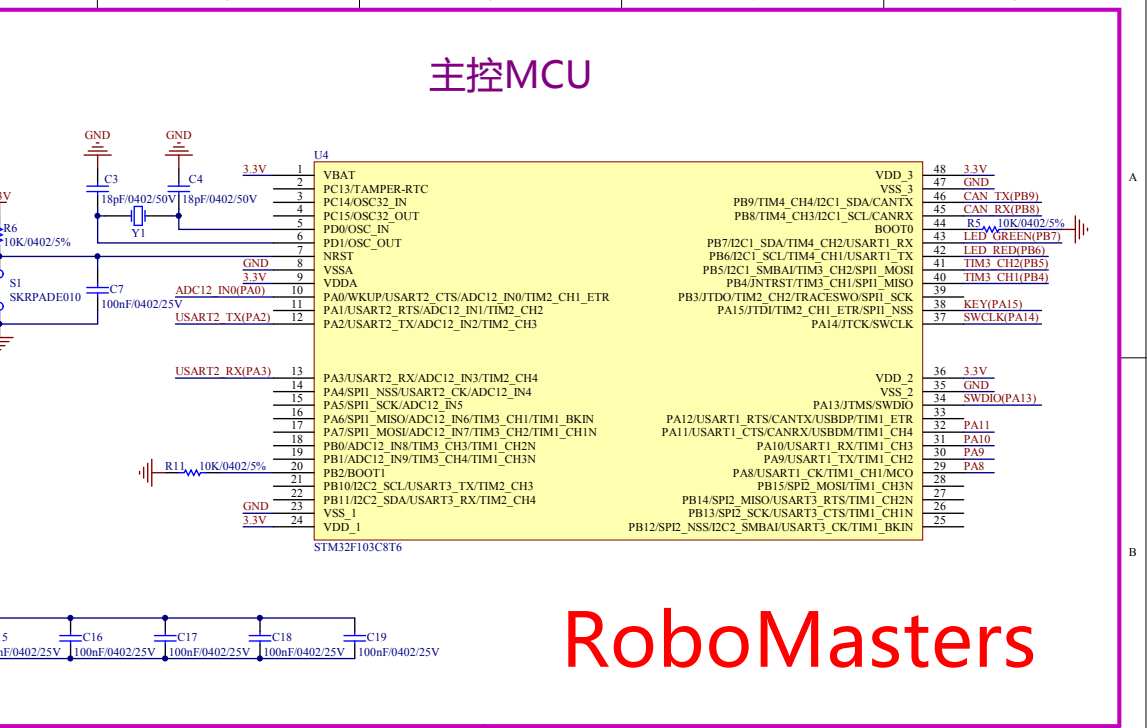 主控MCU
GND
GND
C3
18pF/0402/50V
C4
18pF/0402/50V
Y1
R6
10K/0402/5%
S1
SKRPADE010
C7
100nF/0402/25V
U4
3.3V 1 VBAT
2 PC13/TAMPER-RTC
3 PC14/OSC32_IN
4 PC15/OSC32_OUT
5 PD0/OSC_IN
6 PD1/OSC_OUT
7 NRST
GND 8 VSSA
3.3V 9 VDDA
ADC12_IN0(PA0) 10 PA0/WKUP/USART2_CTS/ADC12_IN0/TIM2_CH1_ETR
11 PA1/USART2_RTS/ADC12_IN1/TIM2_CH2
USART2_TX(PA2) 12 PA2/USART2_TX/ADC12_IN2/TIM2_CH3
USART2_RX(PA3) 13 PA3/USART2_RX/ADC12_IN3/TIM2_CH4
14 PA4/SPI1_NSS/USART2_CK/ADC12_IN4
15 PA5/SPI1_SCK/ADC12_IN5
16 PA6/SPI1_MISO/ADC12_IN6/TIM3_CH1/TIM1_BKIN
17 PA7/SPI1_MOSI/ADC12_IN7/TIM3_CH2/TIM1_CH1N
18 PB0/ADC12_IN8/TIM3_CH3/TIM1_CH2N
19 PB1/ADC12_IN9/TIM3_CH4/TIM1_CH3N
R11 10K/0402/5% 20 PB2/BOOT1
21 PB10/I2C2_SCL/USART3_TX/TIM2_CH3
22 PB11/I2C2_SDA/USART3_RX/TIM2_CH4
GND 23 VSS_1
3.3V 24 VDD_1
VDD_3 48 3.3V
VSS_3 47 GND
PB9/TIM4_CH4/I2C1_SDA/CANTX 46 CAN_TX(PB9)
PB8/TIM4_CH3/I2C1_SCL/CANRX 45 CAN_RX(PB8)
BOOT0 44 R5 10K/0402/5%
PB7/I2C1_SDA/TIM4_CH2/USART1_RX 43 LED_GREEN(PB7)
PB6/I2C1_SCL/TIM4_CH1/USART1_TX 42 LED_RED(PB6)
PB5/I2C1_SMBAI/TIM3_CH2/SPI1_MOSI 41 TIM3_CH2(PB5)
PB4/JNTRST/TIM3_CH1/SPI1_MISO 40 TIM3_CH1(PB4)
PB3/JTDO/TIM2_CH2/TRACESWO/SPI1_SCK 39
PA15/JTDI/TIM2_CH1_ETR/SPI1_NSS 38 KEY(PA15)
PA14/JTCK/SWCLK 37 SWCLK(PA14)
VDD_2 36 3.3V
VSS_2 35 GND
PA13/JTMS/SWDIO 34 SWDIO(PA13)
PA12/USART1_RTS/CANTX/USBDP/TIM1_ETR 33
PA11/USART1_CTS/CANRX/USBDM/TIM1_CH4 32 PA11
PA10/USART1_RX/TIM1_CH3 31 PA10
PA9/USART1_TX/TIM1_CH2 30 PA9
PA8/USART1_CK/TIM1_CH1/MCO 29 PA8
PB15/SPI2_MOSI/TIM1_CH3N 28
PB14/SPI2_MISO/USART3_RTS/TIM1_CH2N 27
PB13/SPI2_SCK/USART3_CTS/TIM1_CH1N 26
PB12/SPI2_NSS/I2C2_SMBAI/USART3_CK/TIM1_BKIN 25
STM32F103C8T6
A
B
C16
100nF/0402/25V
C17
100nF/0402/25V
C18
100nF/0402/25V
C19
100nF/0402/25V
RoboMasters